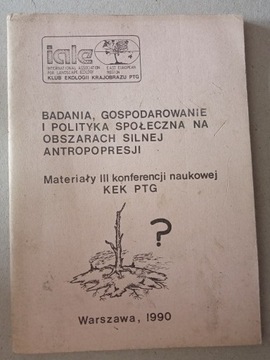 iale
INTERNATIONAL ASSOCIATION
FOR LANDSCAPE ECOLOGY
EAST-EUROPEAN
REGION
KLUB EKOLOGII KRAJOBRAZU PTG
BADANIA, GOSPODAROWANIE
I POLITYKA SPOŁECZNA NA
OBSZARACH SILNEJ
ANTROPOPRESJI
Materiały III konferencji naukowej
KEK PTG
?
Warszawa, 1990